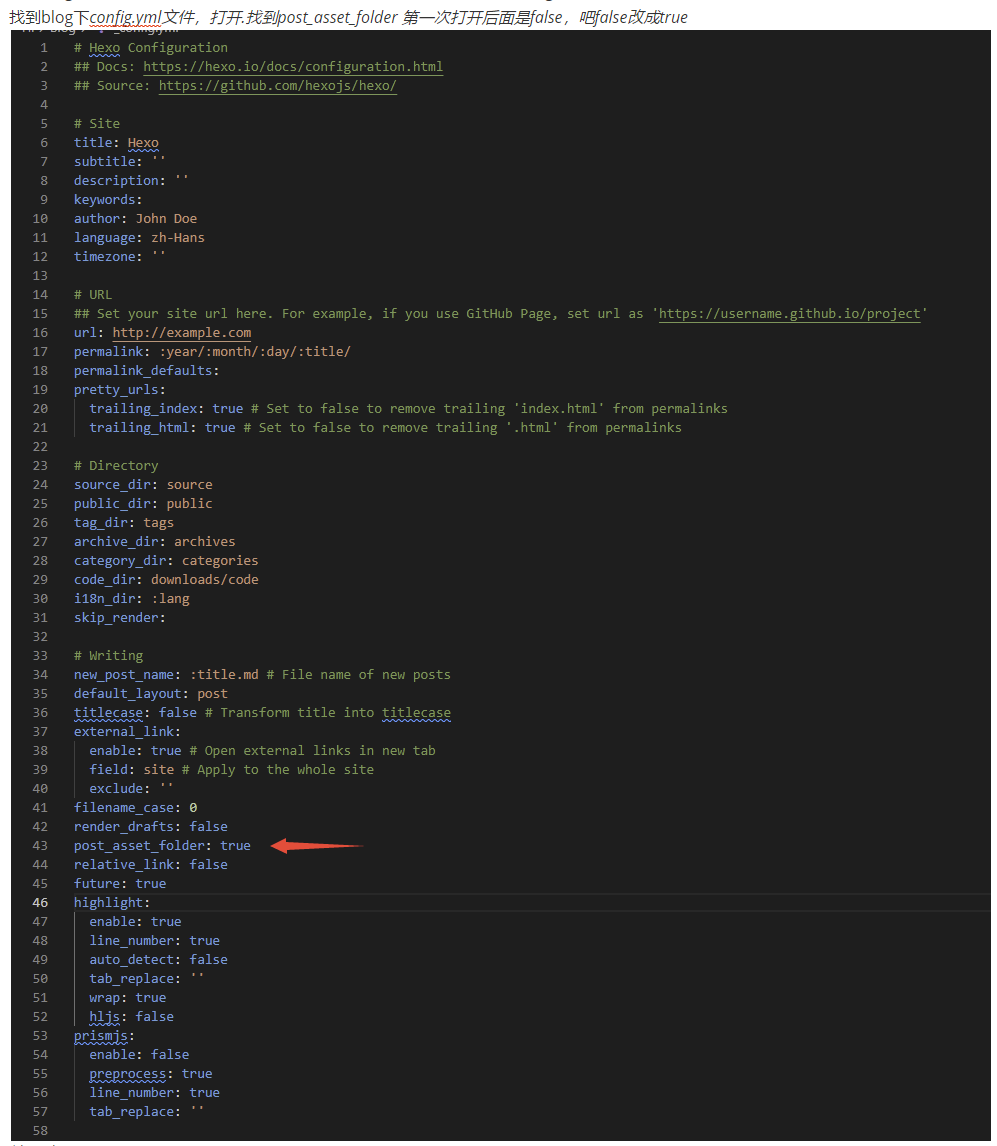 找到blog下config.yml文件，打开.找到post_asset_folder 第一次打开后面是false，吧false改成true
1 # Hexo Configuration
2 ## Docs: https://hexo.io/docs/configuration.html
3 ## Source: https://github.com/hexojs/hexo/
4
5 # Site
6 title: Hexo
7 subtitle: ''
8 description: ''
9 keywords:
10 author: John Doe
11 language: zh-Hans
12 timezone: ''
13
14 # URL
15 ## Set your site url here. For example, if you use GitHub Page, set url as 'https://username.github.io/project'
16 url: http://example.com
17 permalink: :year/:month/:day/:title/
18 permalink_defaults:
19 pretty_urls:
20 trailing_index: true # Set to false to remove trailing 'index.html' from permalinks
21 trailing_html: true # Set to false to remove trailing '.html' from permalinks
22
23 # Directory
24 source_dir: source
25 public_dir: public
26 tag_dir: tags
27 archive_dir: archives
28 category_dir: categories
29 code_dir: downloads/code
30 i18n_dir: :lang
31 skip_render:
32
33 # Writing
34 new_post_name: :title.md # File name of new posts
35 default_layout: post
36 titlecase: false # Transform title into titlecase
37 external_link:
38 enable: true # Open external links in new tab
39 field: site # Apply to the whole site
40 exclude: ''
41 filename_case: 0
42 render_drafts: false
43 post_asset_folder: true
44 relative_link: false
45 future: true
46 highlight:
47 enable: true
48 line_number: true
49 auto_detect: false
50 tab_replace: ''
51 wrap: true
52 hljs: false
53 prismjs:
54 enable: false
55 preprocess: true
56 line_number: true
57 tab_replace: ''
58